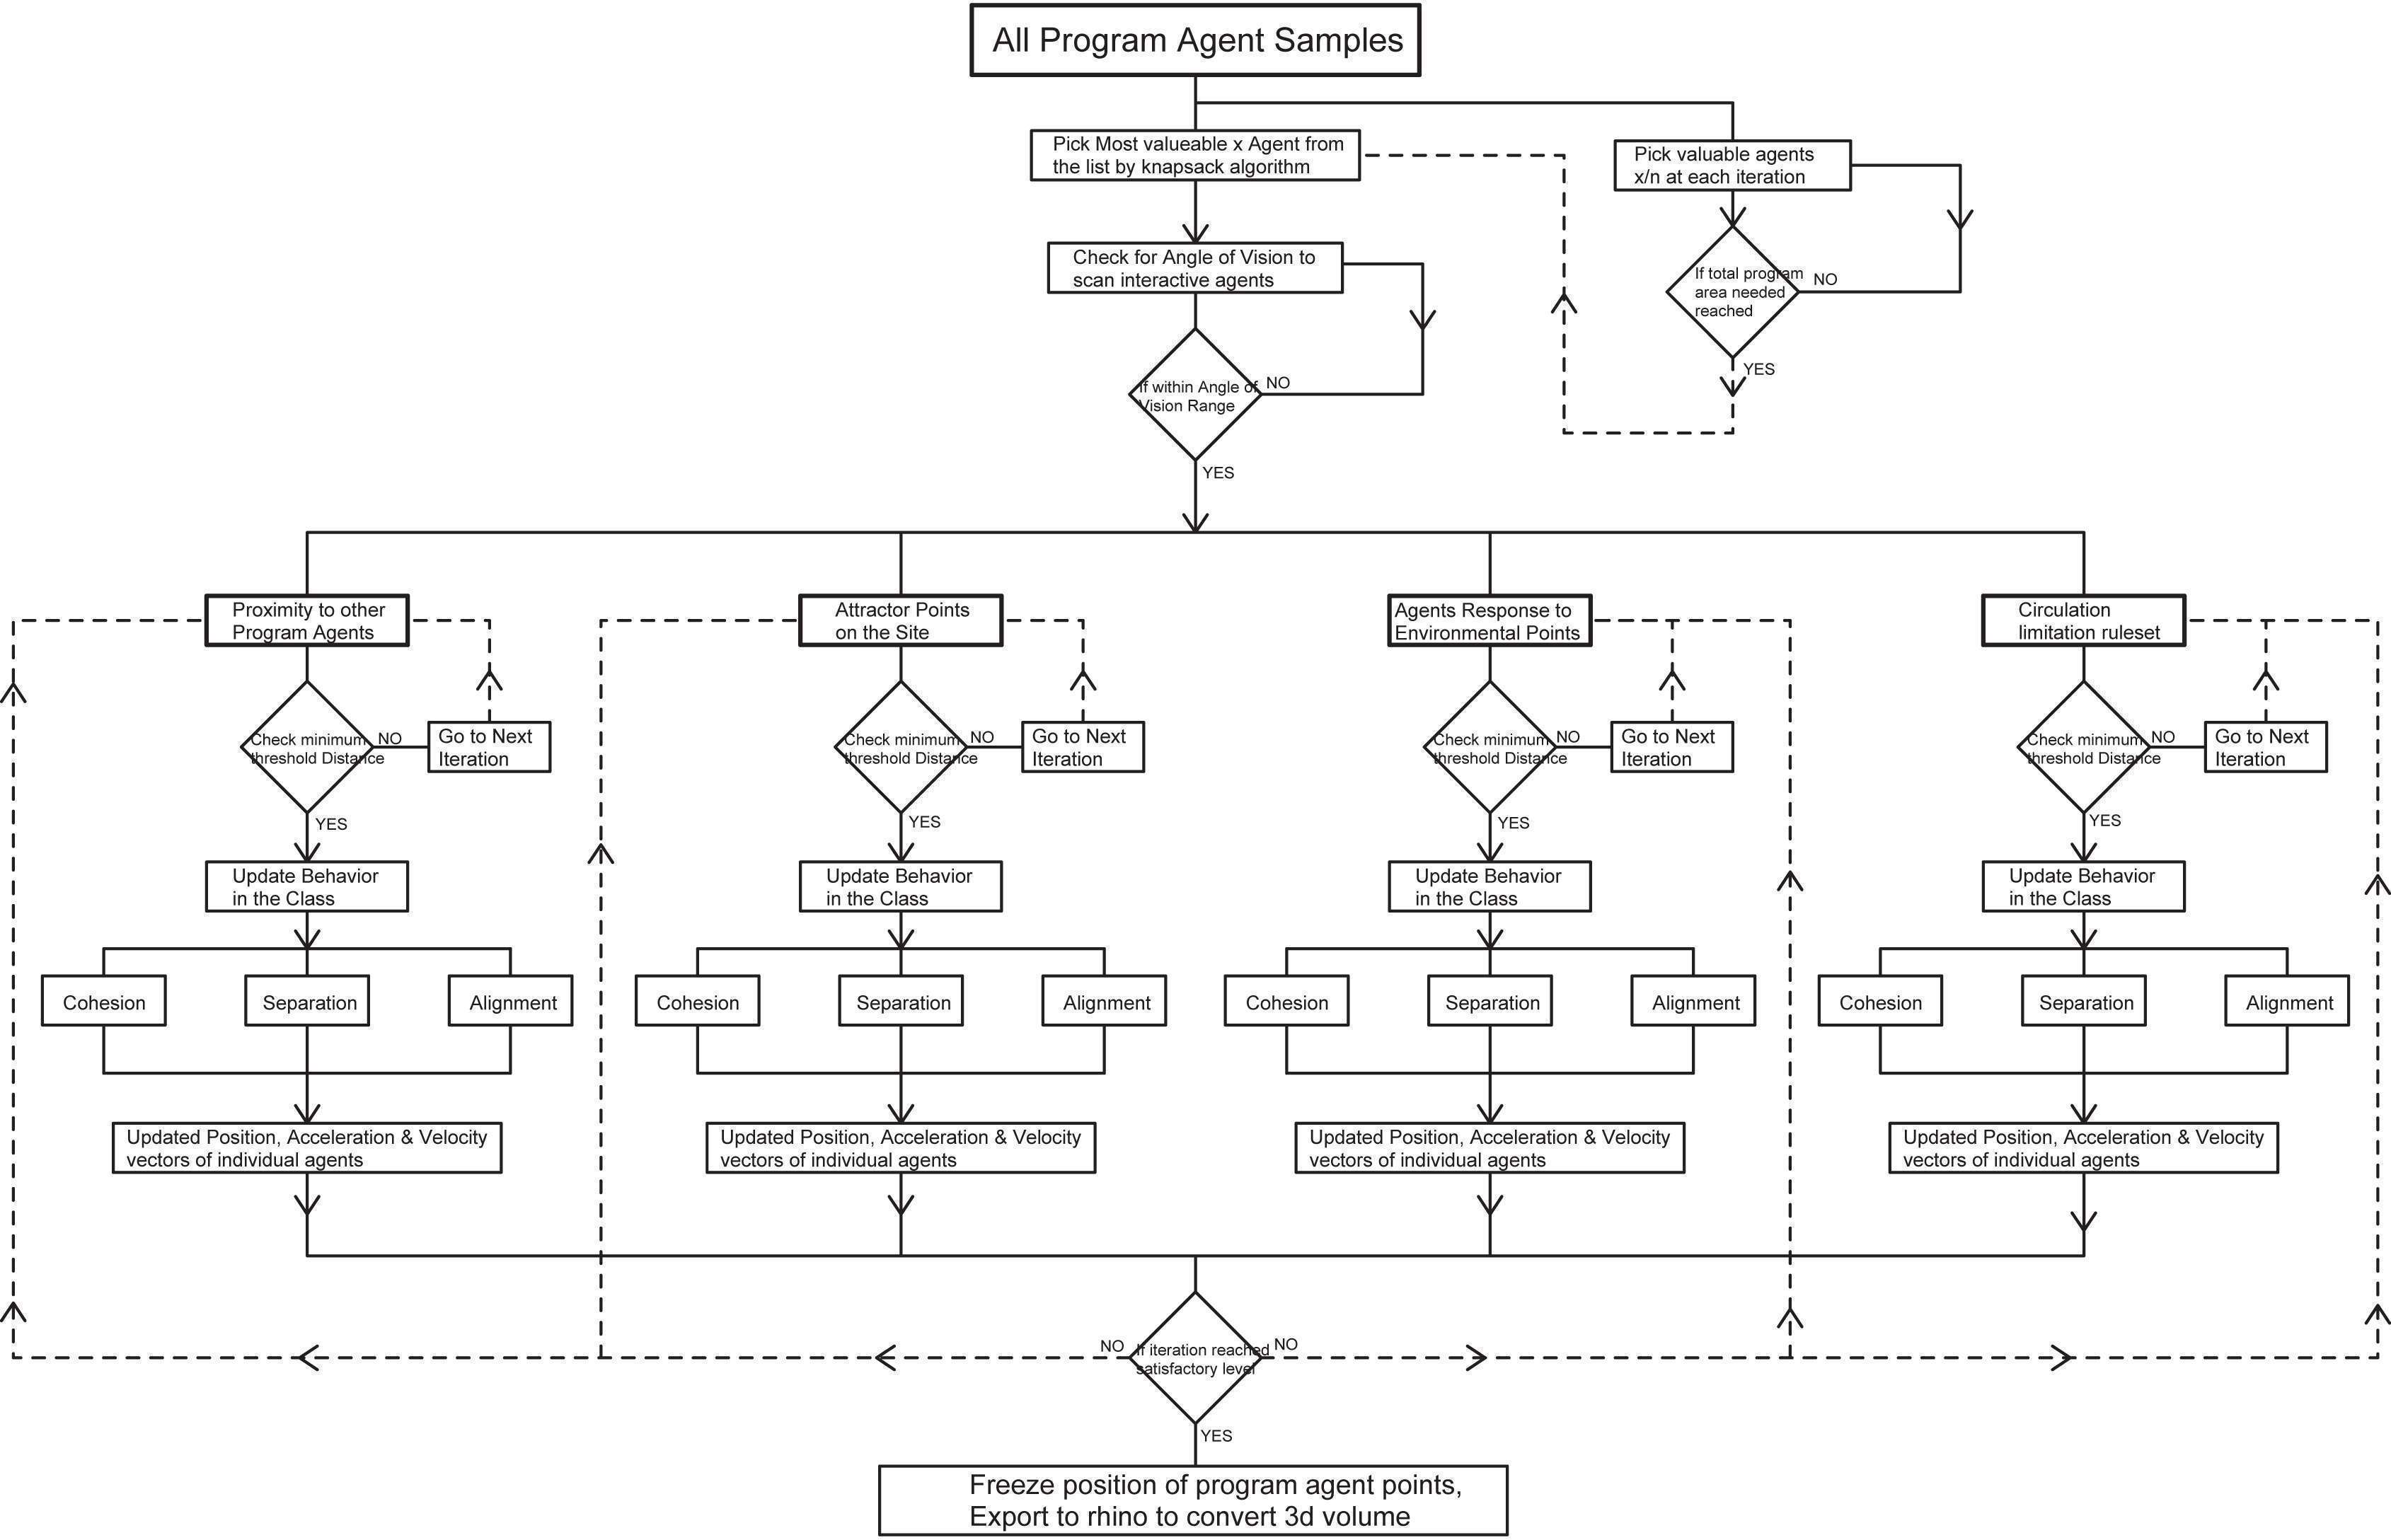 All Program Agent Samples
Pick Most valueable x Agent from
the list by knapsack algorithm
Pick valuable agents
x/n at each iteration
Check for Angle of Vision to
scan interactive agents
If total program
area needed
reached
NO
YES
If within Angle of
Vision Range
NO
YES
Proximity to other
Program Agents
Attractor Points
on the Site
Agents Response to
Environmental Points
Circulation
limitation ruleset
Check minimum
threshold Distance
NO
Go to Next
Iteration
YES
Check minimum
threshold Distance
NO
Go to Next
Iteration
YES
Check minimum
threshold Distance
NO
Go to Next
Iteration
YES
Check minimum
threshold Distance
NO
Go to Next
Iteration
YES
Update Behavior
in the Class
Update Behavior
in the Class
Update Behavior
in the Class
Update Behavior
in the Class
Cohesion
Separation
Alignment
Cohesion
Separation
Alignment
Cohesion
Separation
Alignment
Cohesion
Separation
Alignment
Updated Position, Acceleration & Velocity
vectors of individual agents
Updated Position, Acceleration & Velocity
vectors of individual agents
Updated Position, Acceleration & Velocity
vectors of individual agents
Updated Position, Acceleration & Velocity
vectors of individual agents
NO
If iteration reached
satisfactory level
NO
YES
Freeze position of program agent points,
Export to rhino to convert 3d volume